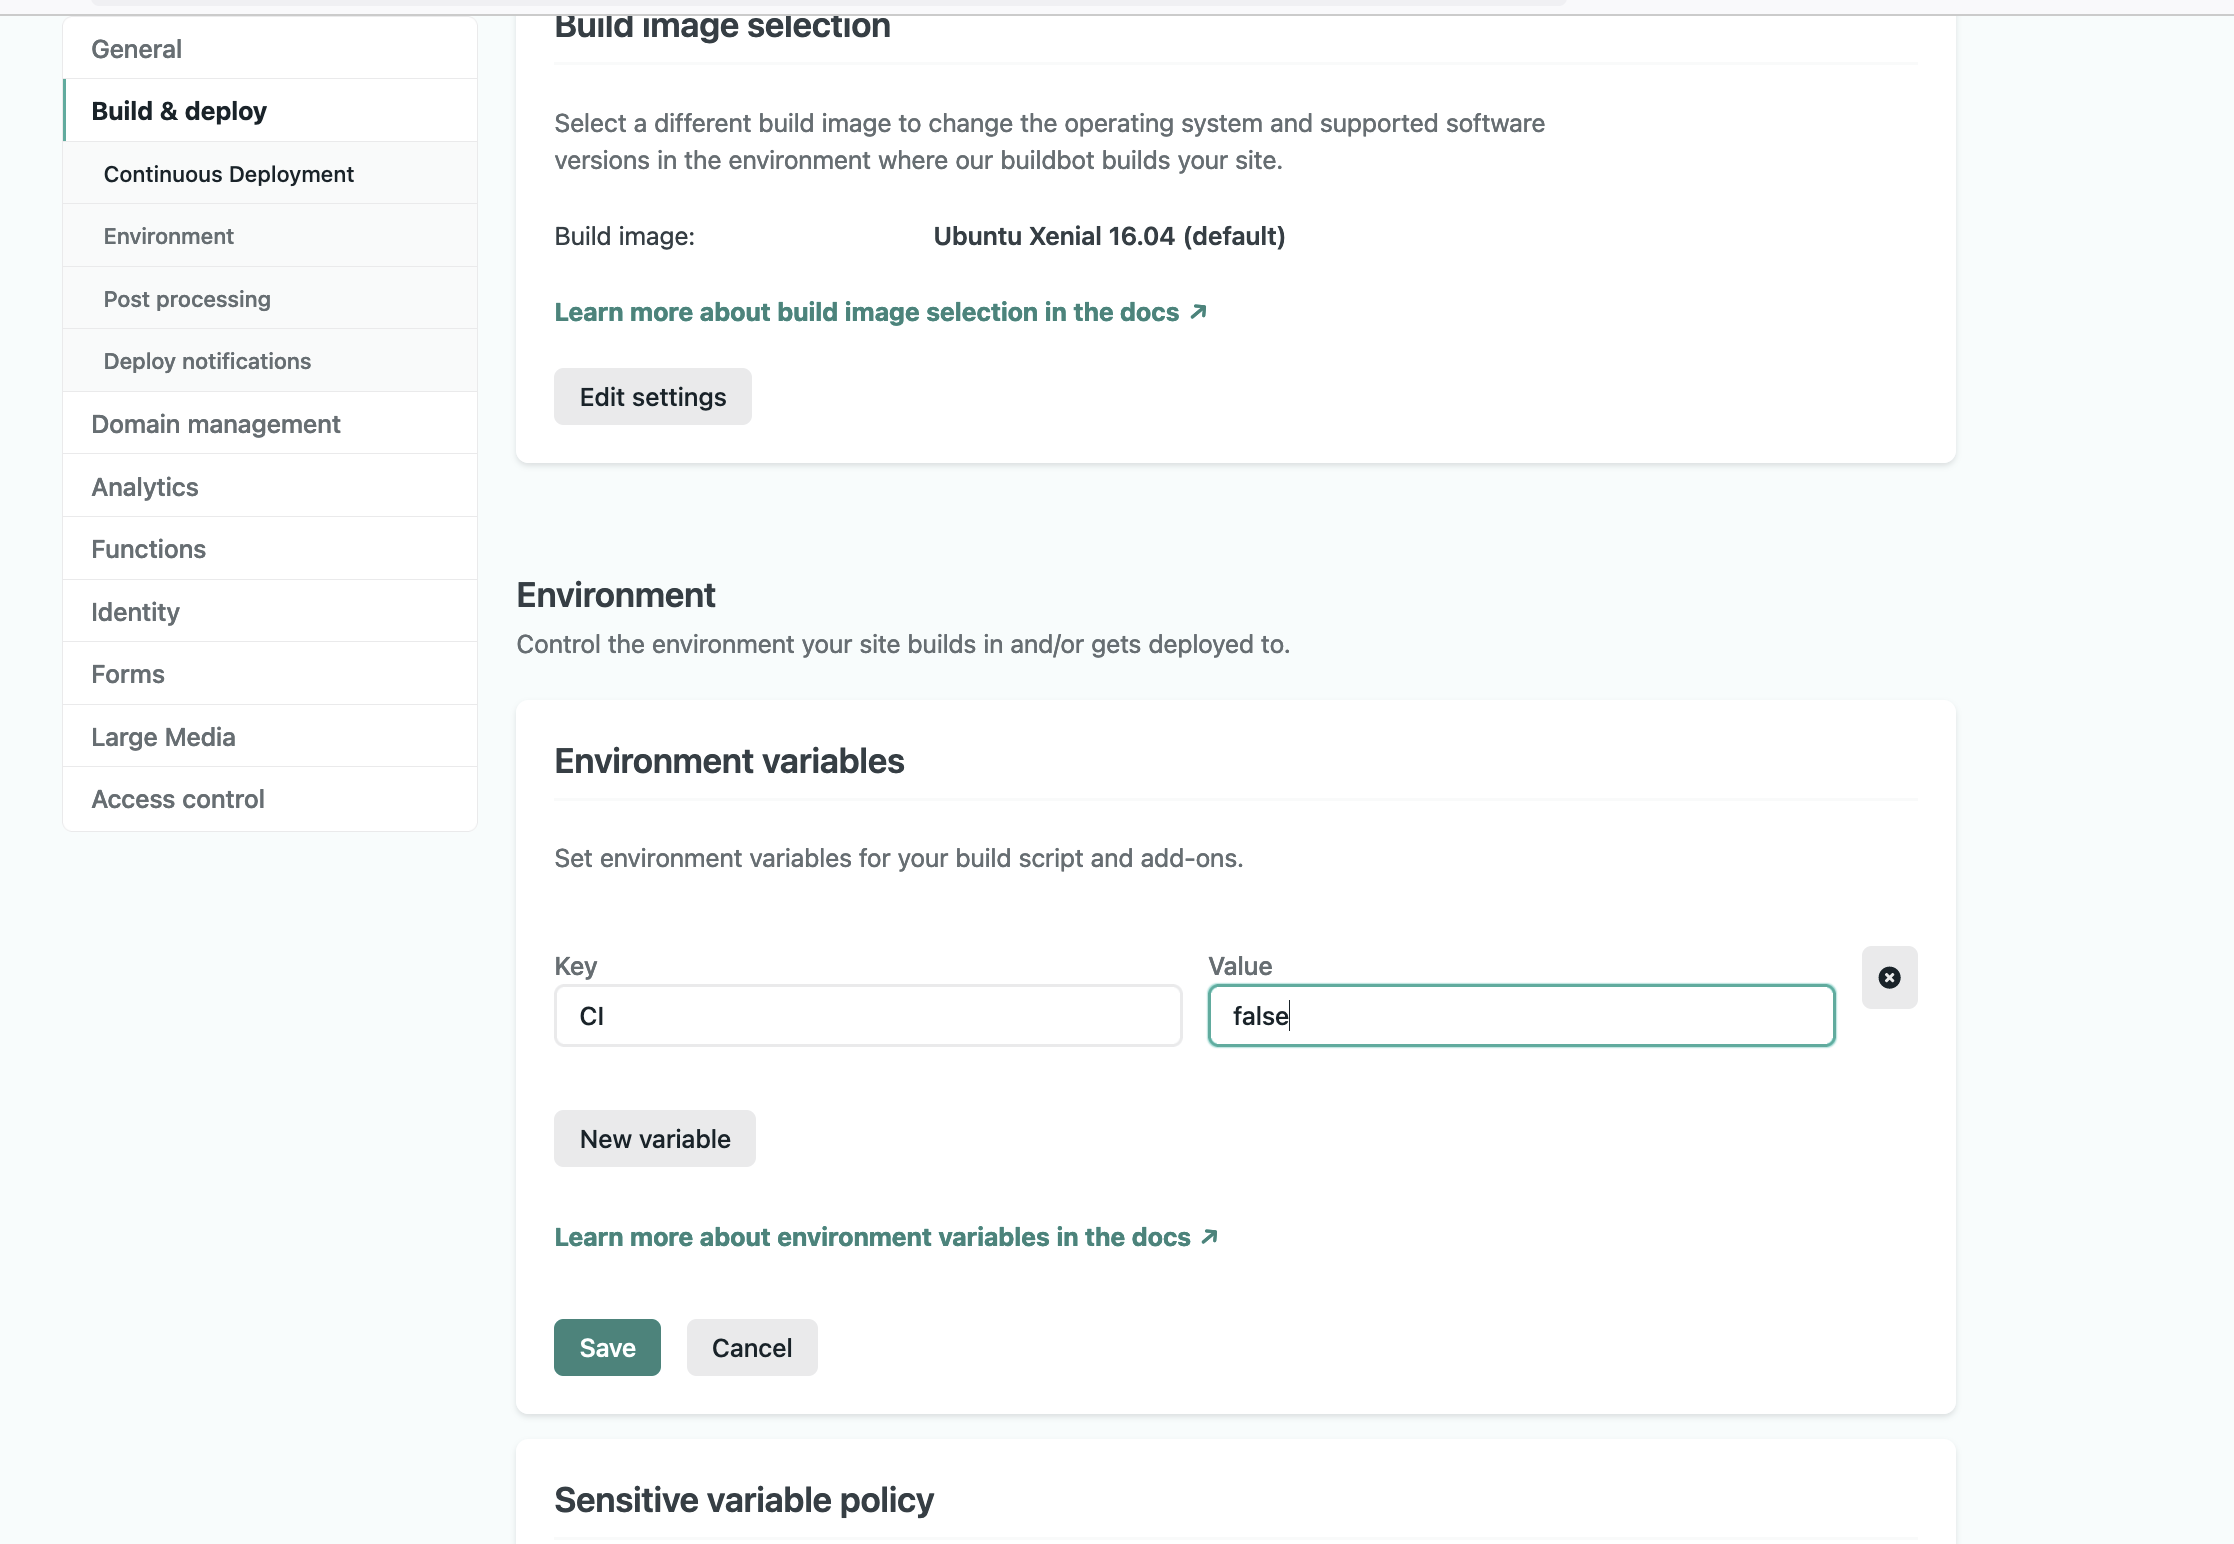 General
Build & deploy
Continuous Deployment
Environment
Post processing
Deploy notifications
Domain management
Analytics
Functions
Identity
Forms
Large Media
Access control
Build image selection
Select a different build image to change the operating system and supported software
versions in the environment where our buildbot builds your site.
Build image: Ubuntu Xenial 16.04 (default)
Learn more about build image selection in the docs ↗
Edit settings
Environment
Control the environment your site builds in and/or gets deployed to.
Environment variables
Set environment variables for your build script and add-ons.
Key Value
CI false
New variable
Learn more about environment variables in the docs ↗
Save Cancel
Sensitive variable policy